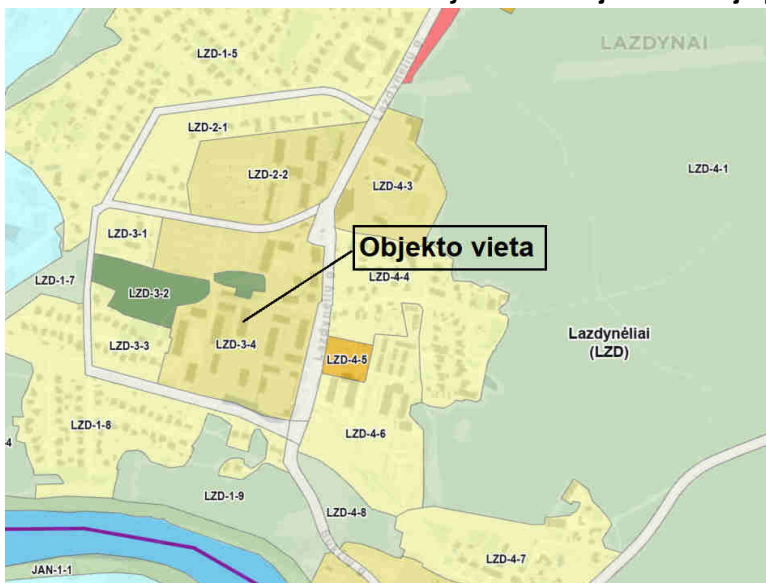 LAZDYNAI
LZD-1-5
Lazdynėlių g.
LZD-2-1
LZD-2-2
LZD-4-3
LZD-4-1
LZD-3-1
Objekto vieta
LZD-1-7
LZD-3-2
LZD-4-4
Lazdynėlių g.
LZD-3-3
LZD-3-4
LZD-4-5
Lazdynėliai
(LZD)
LZD-1-8
LZD-4-6
-4
LZD-1-9
LZD-4-8
LZD-4-7
JAN-1-1